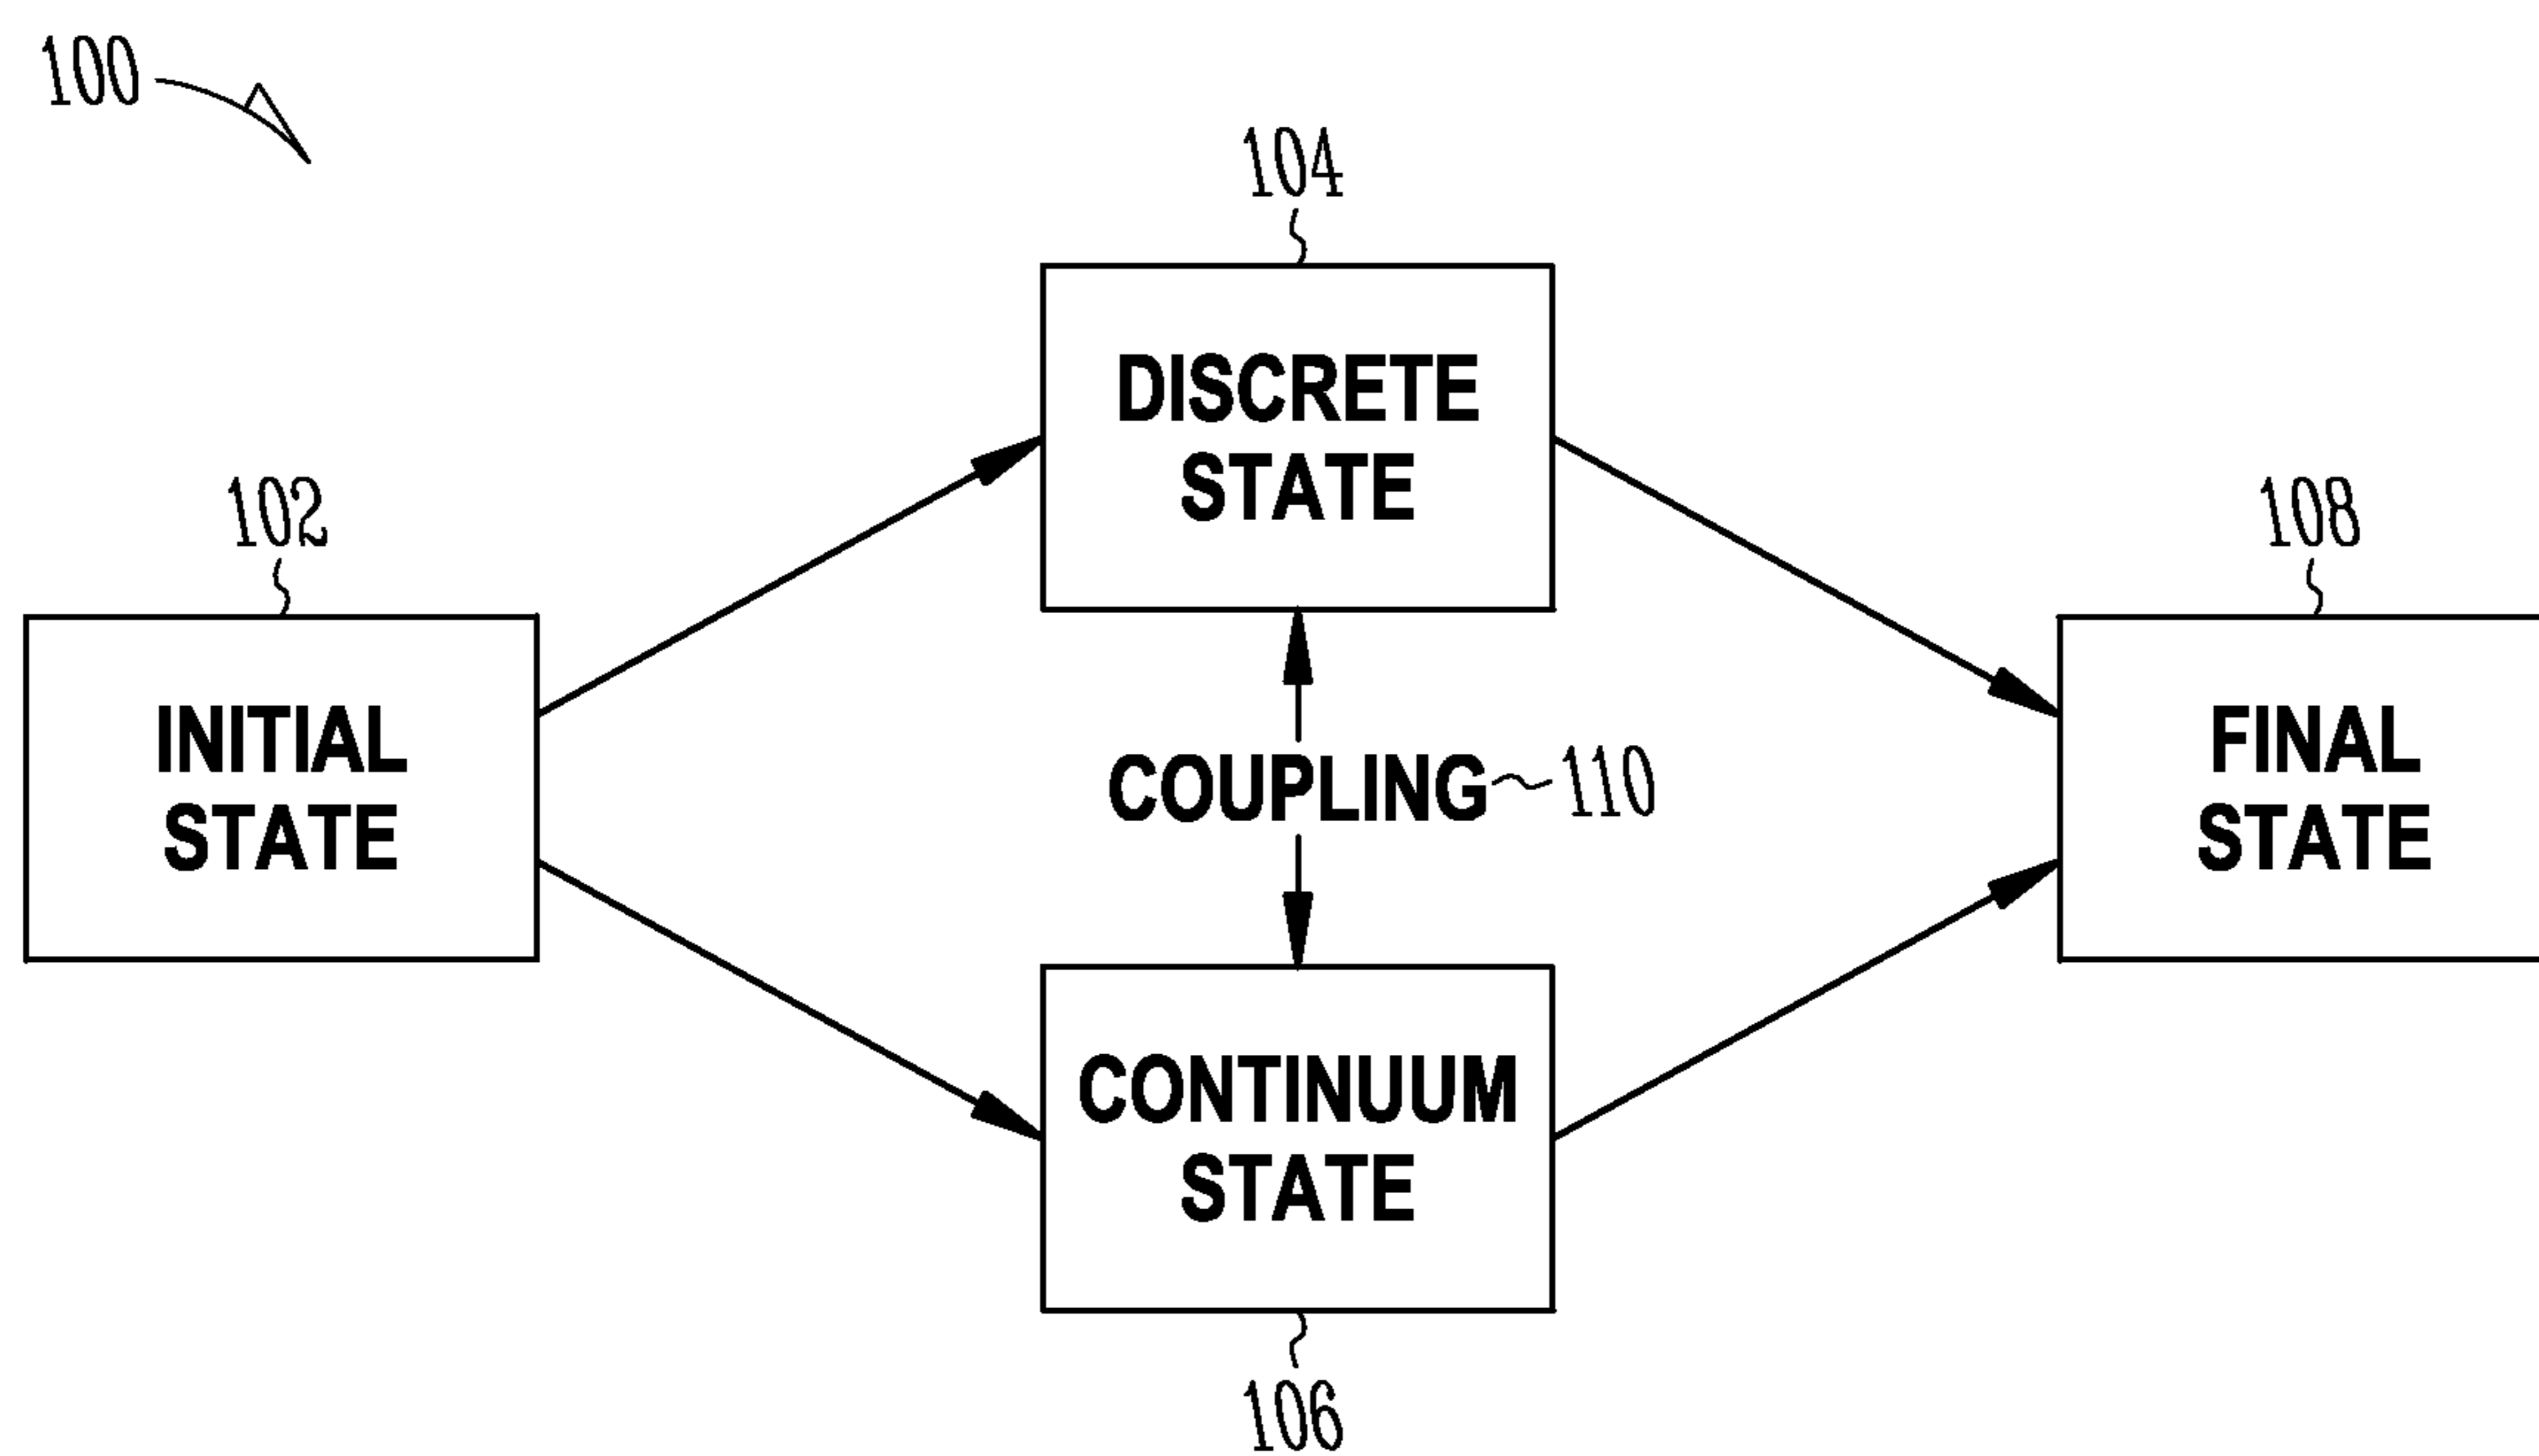 100
104
DISCRETE
STATE
102
INITIAL
STATE
COUPLING
110
108
FINAL
STATE
CONTINUUM
STATE
106